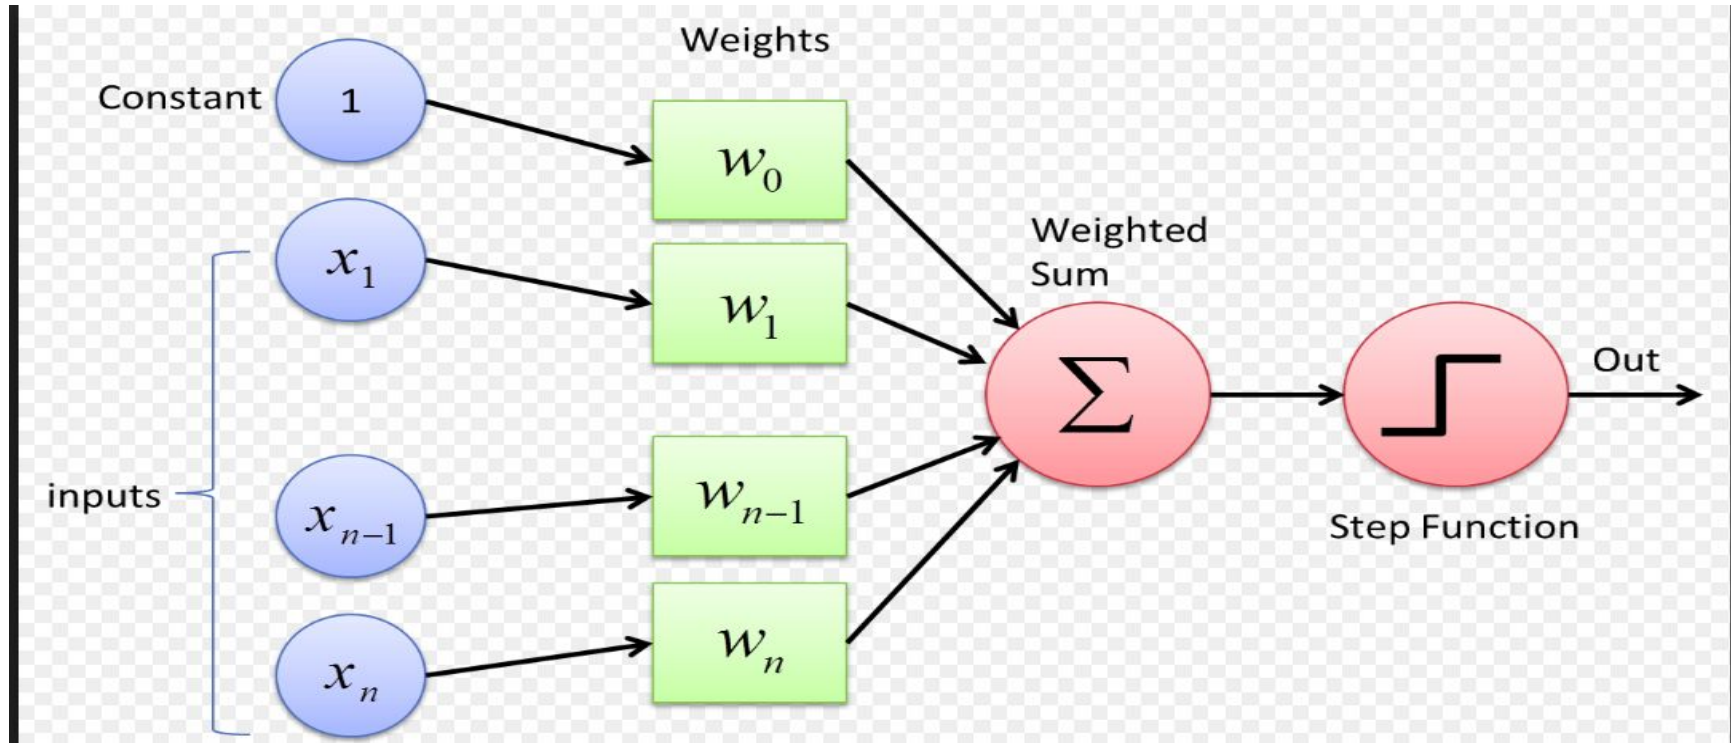 Weights
Constant
1
w₀
x₁
w₁
Weighted
Sum
∑
Out
inputs
xₙ₋₁
wₙ₋₁
Step Function
xₙ
wₙ